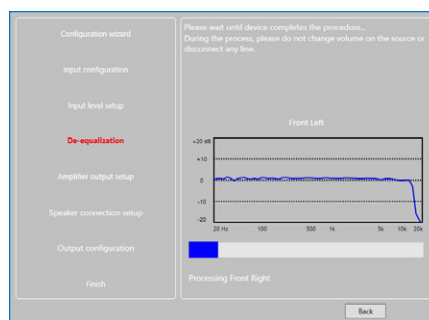 Configuration wizard
Input configuration
Input level setup
De-equalization
Amplifier output setup
Speaker connection setup
Output configuration
Finish
Please wait until device completes the procedure...
During the process, please do not change volume on the source or
disconnect any line.
Front Left
+20 dB
+10
0
-10
-20
20 Hz 100 500 1k 5k 10k 20k
Processing Front Right
Back